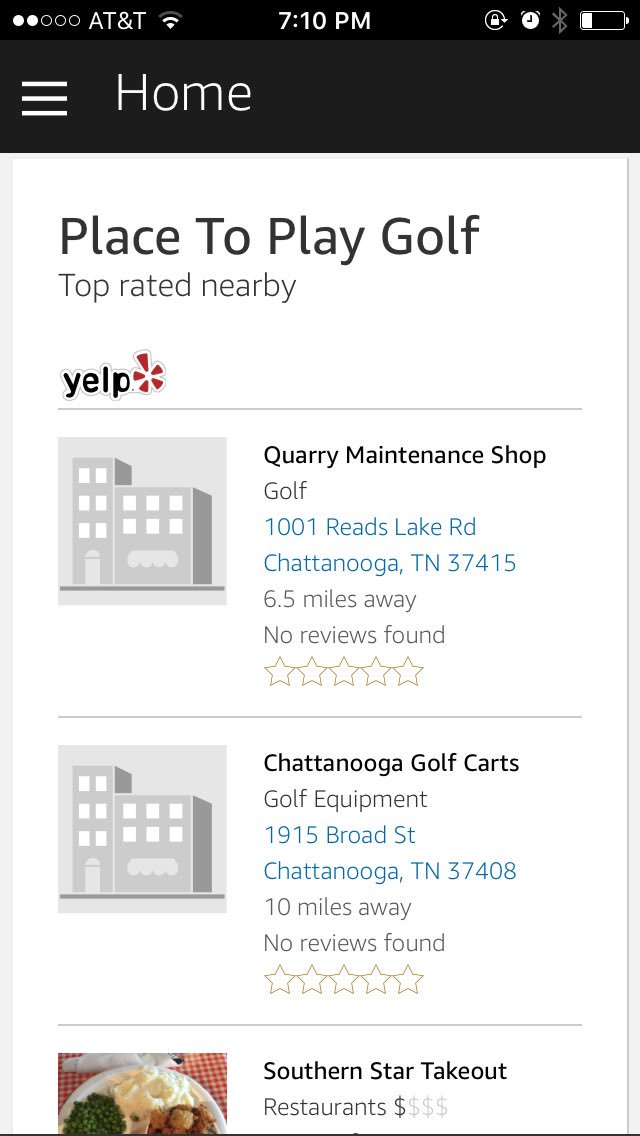 AT&T 7:10 PM
Home
Place To Play Golf
Top rated nearby
yelp
Quarry Maintenance Shop
Golf
1001 Reads Lake Rd
Chattanooga, TN 37415
6.5 miles away
No reviews found
Chattanooga Golf Carts
Golf Equipment
1915 Broad St
Chattanooga, TN 37408
10 miles away
No reviews found
Southern Star Takeout
Restaurants $$$$